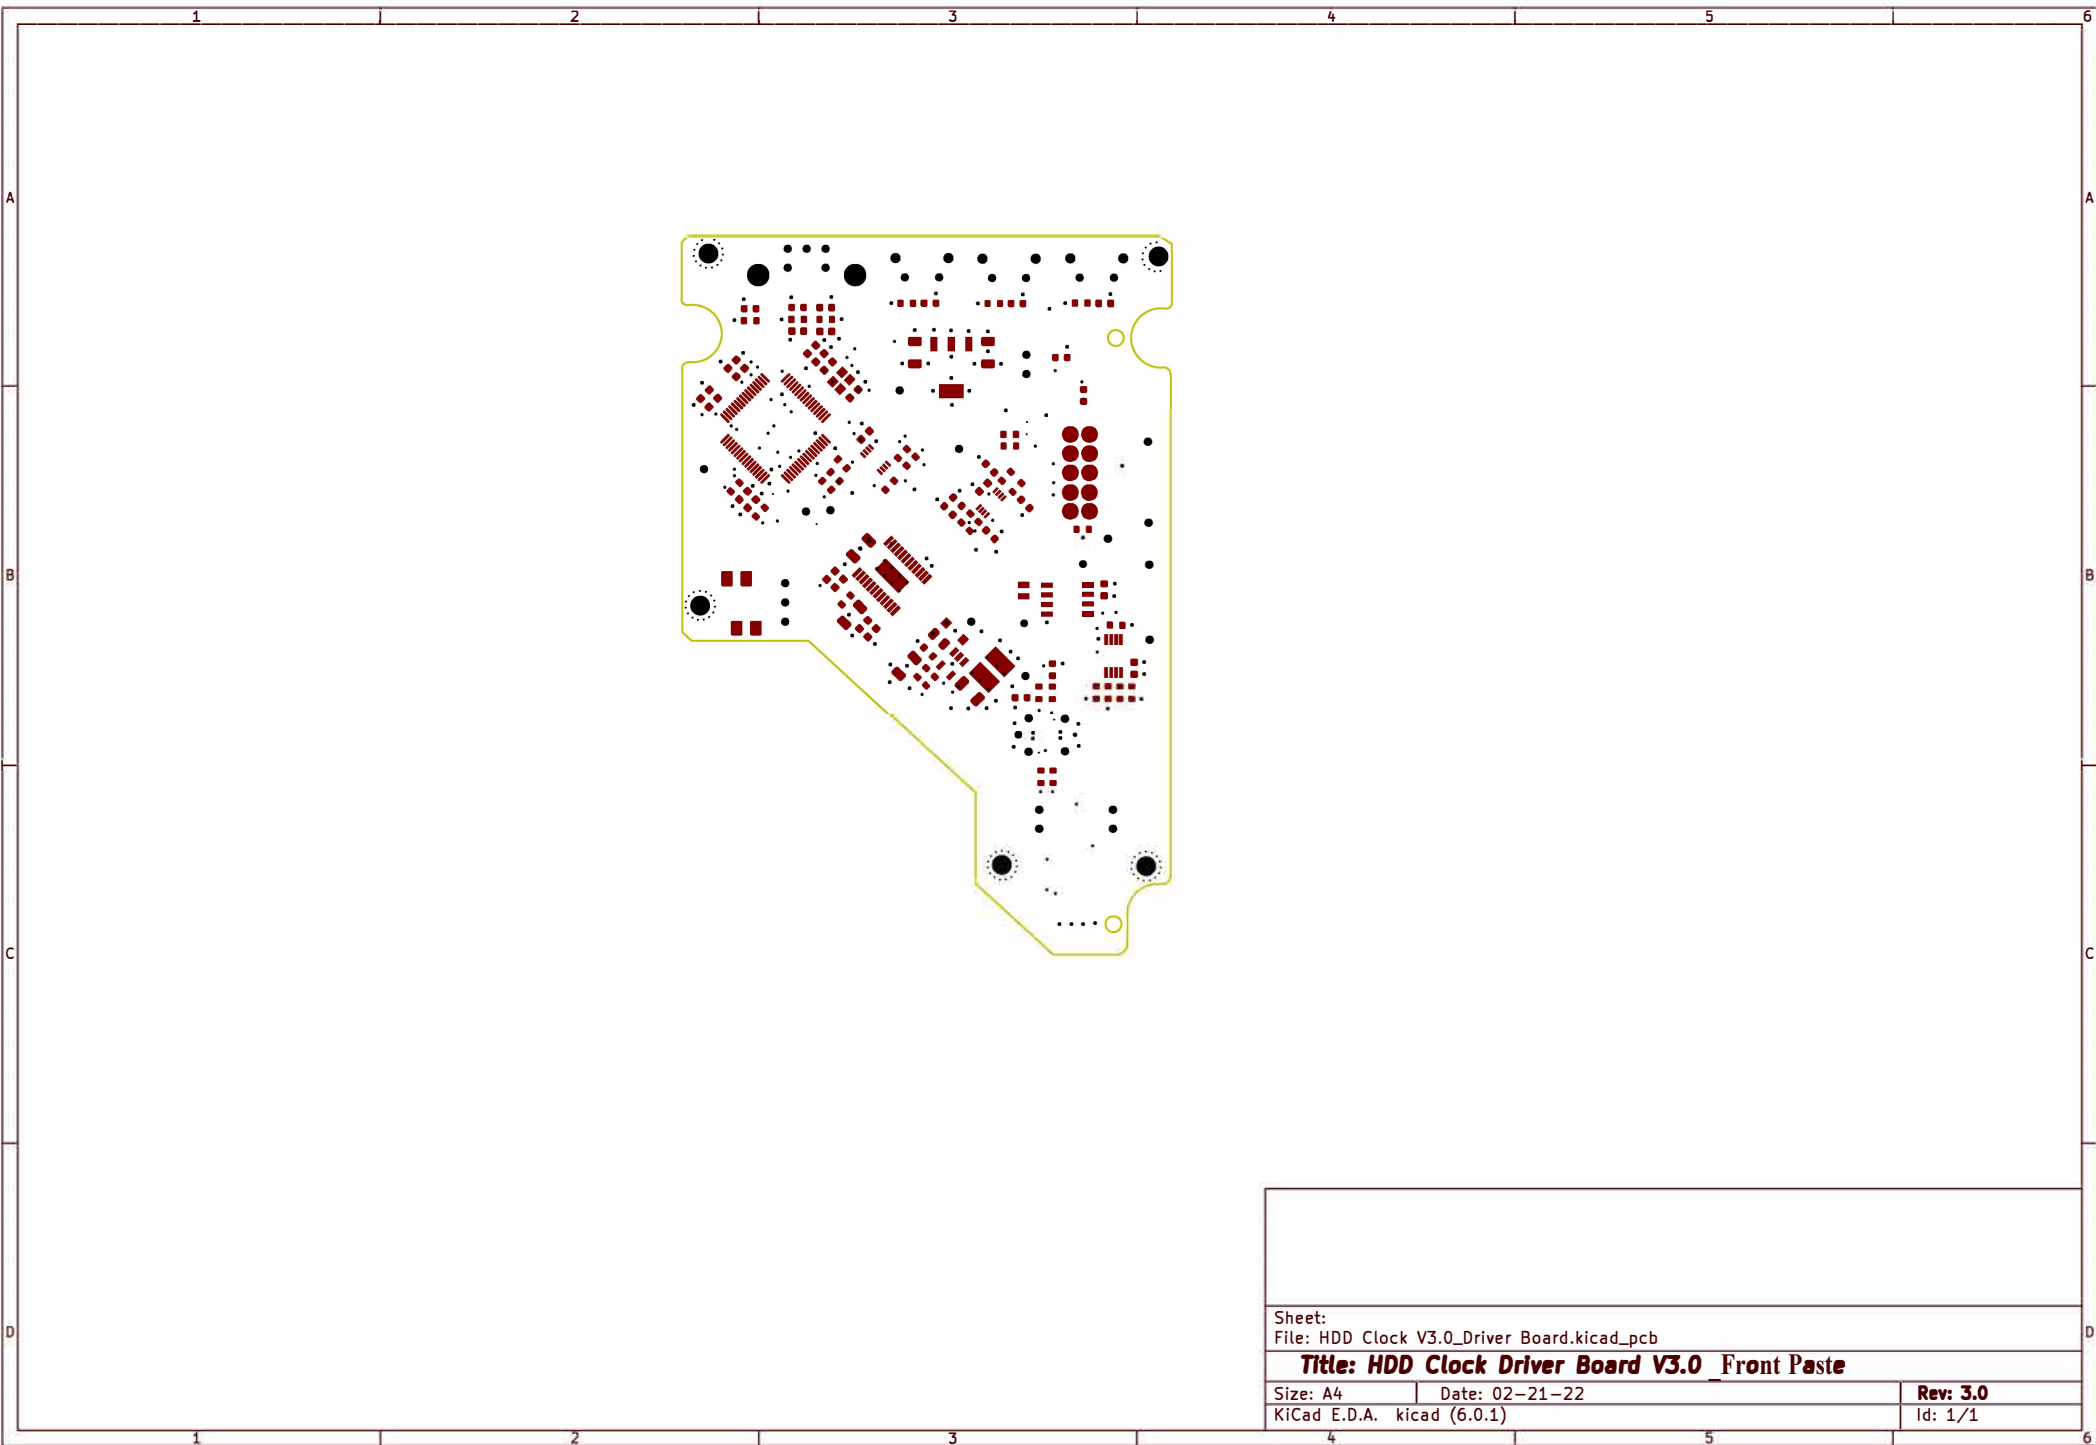 1 2 3 4 5 6
A A
B B
C C
D D
Sheet:
File: HDD Clock V3.0_Driver Board.kicad_pcb
Title: HDD Clock Driver Board V3.0 _Front Paste
Size: A4 Date: 02-21-22 Rev: 3.0
KiCad E.D.A. kicad (6.0.1) Id: 1/1
1 2 3 4 5 6